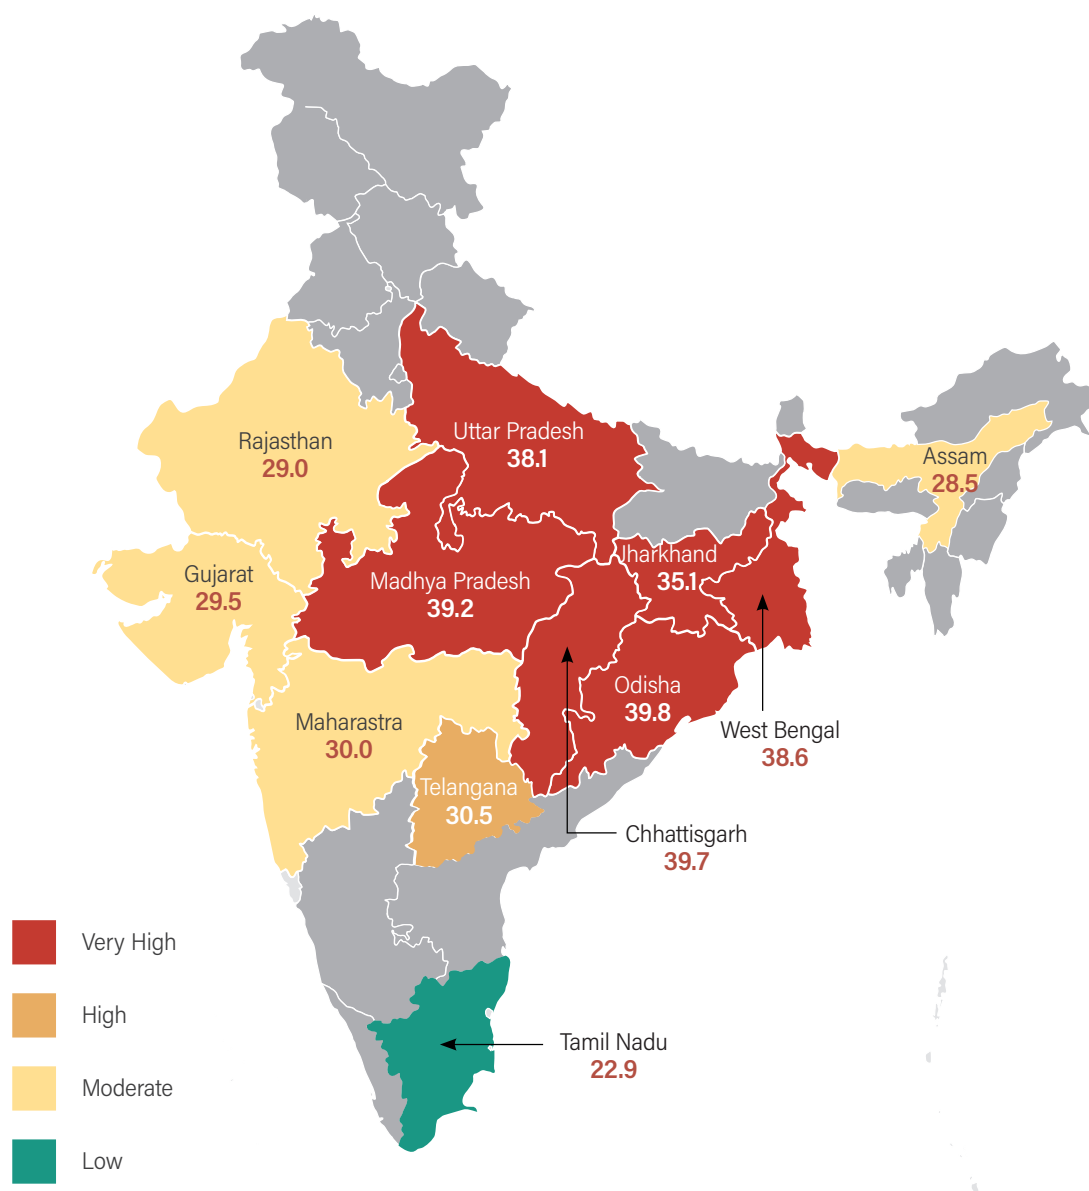 Uttar Pradesh
38.1
Rajasthan
29.0
Assam
28.5
Jharkhand
35.1
Gujarat
29.5
Madhya Pradesh
39.2
Odisha
39.8
Maharastra
30.0
West Bengal
38.6
Telangana
30.5
Chhattisgarh
39.7
Very High
High
Tamil Nadu
22.9
Moderate
Low